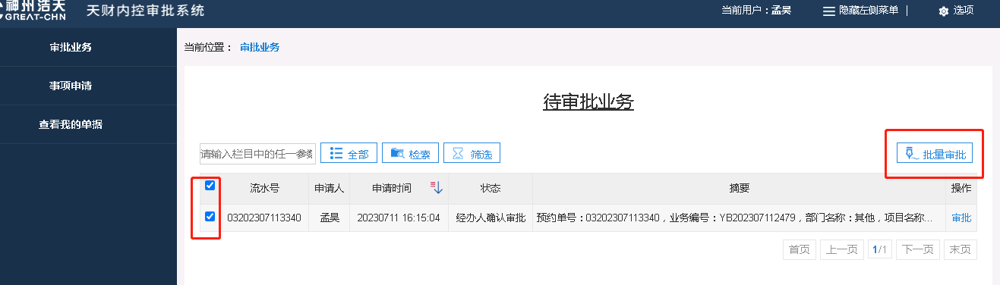 神州浩天
GREAT-CHN
天财内控审批系统
当前用户：孟昊
隐藏左侧菜单 |
选项
审批业务
事项申请
查看我的单据
当前位置： 审批业务
待审批业务
请输入栏目中的任一参数
全部
检索
筛选
批量审批
流水号 申请人 申请时间 状态 摘要 操作
03202307113340 孟昊 20230711 16:15:04 经办人确认审批 预约单号：03202307113340，业务编号：YB202307112479，部门名称：其他，项目名称... 审批
首页 上一页 1/1 下一页 末页